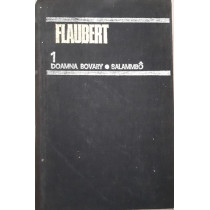 FLAUBERT
1
DOAMNA BOVARY • SALAMMBÔ